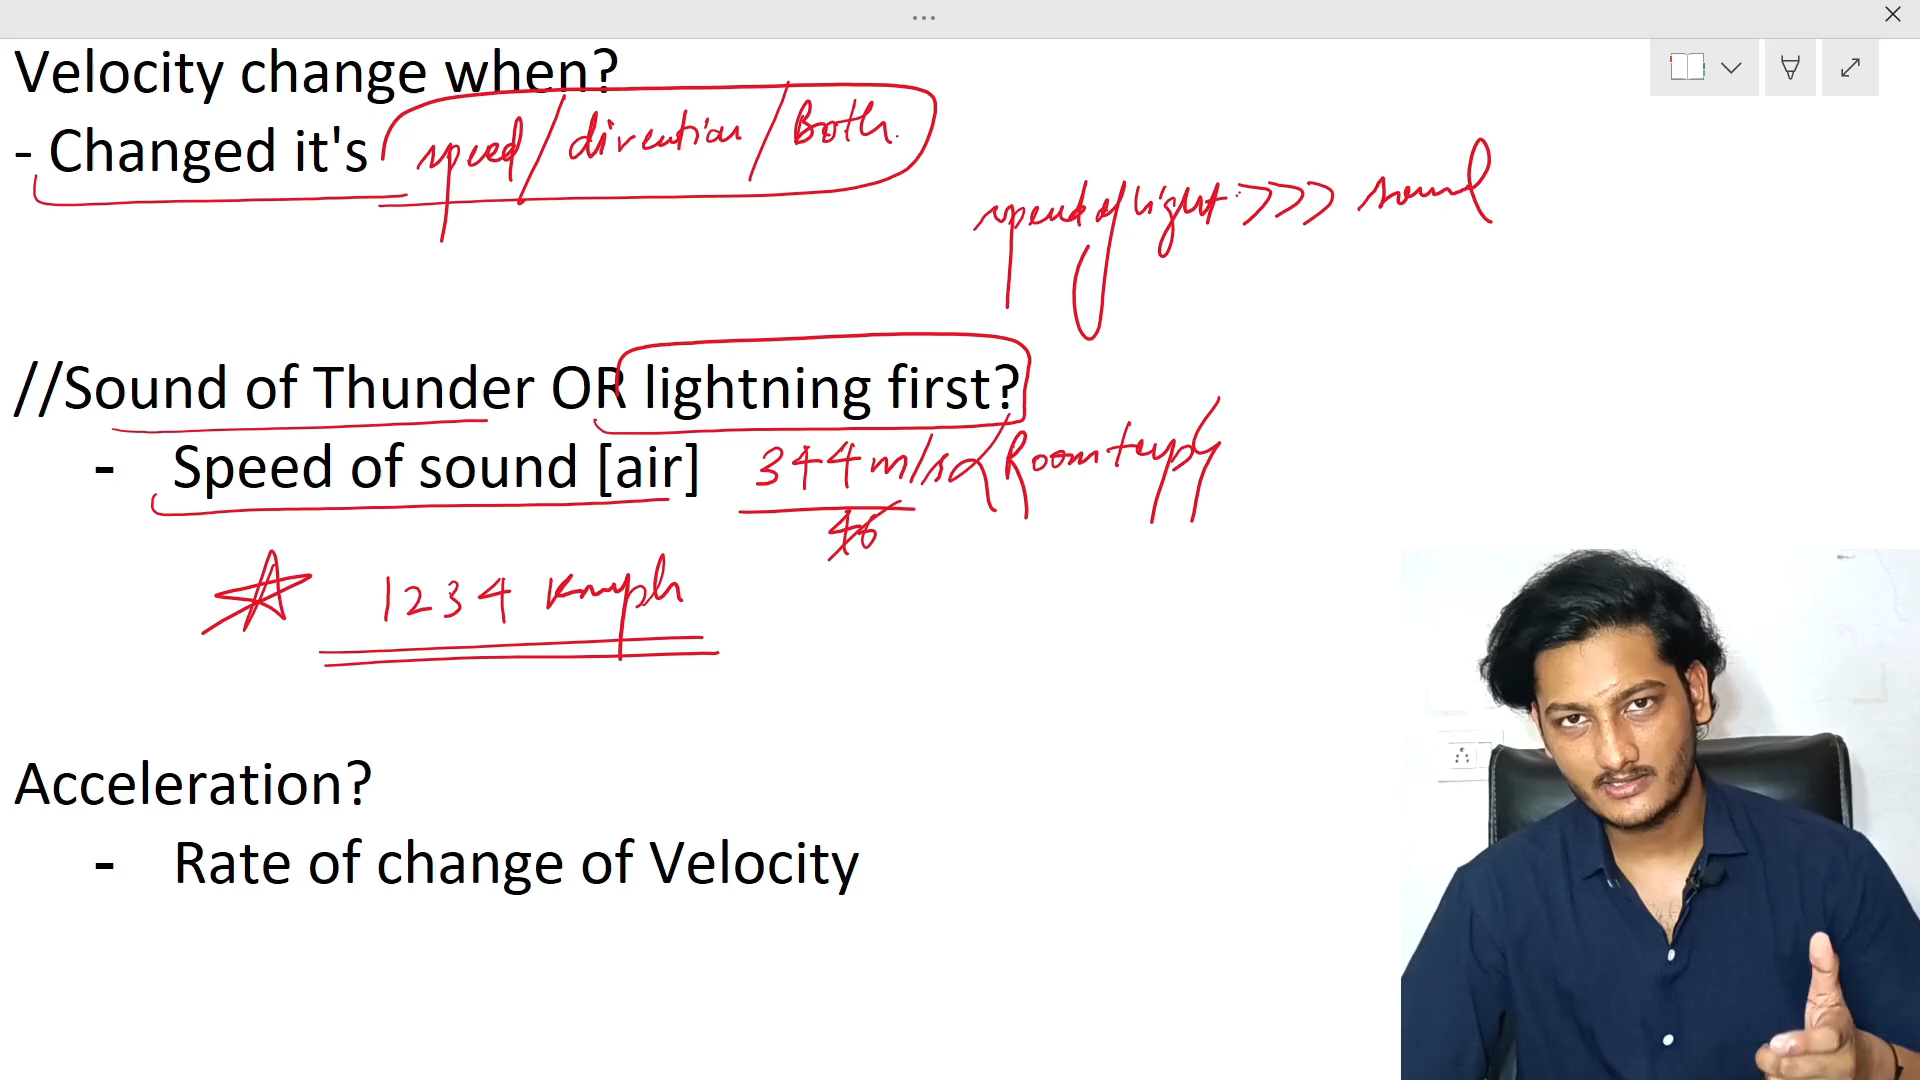 Velocity change when?
- Changed it's speed/direction/Both.
speed of light >>> sound
//Sound of Thunder OR lightning first?
- Speed of sound [air] 344 m/s
Room
1234 Kmph
Acceleration?
- Rate of change of Velocity